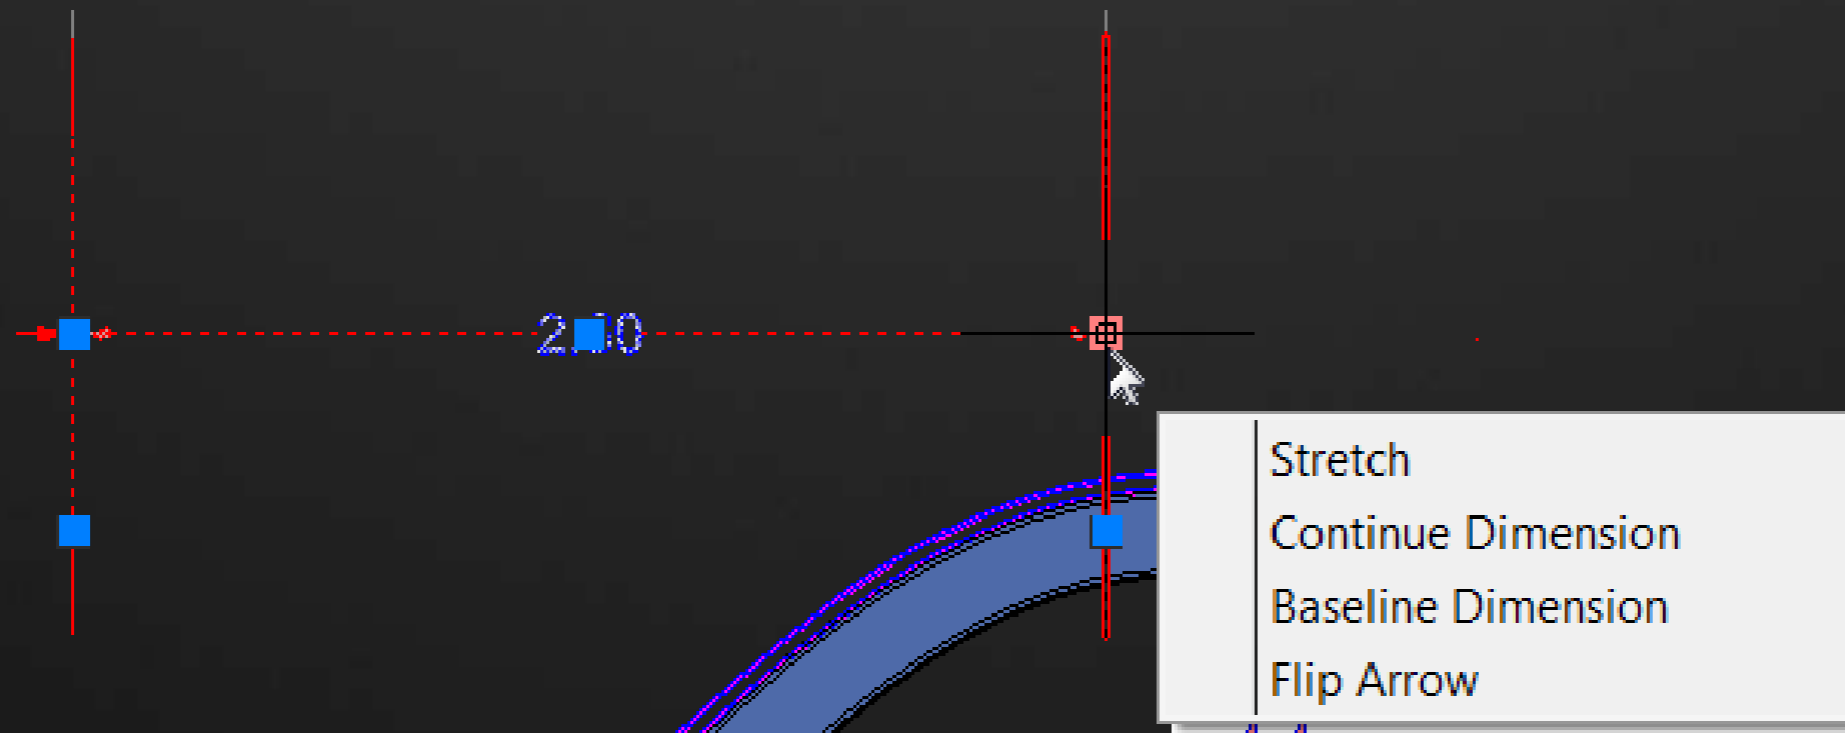 Stretch
Continue Dimension
Baseline Dimension
Flip Arrow